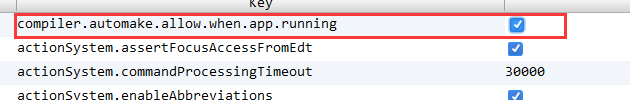 Key
compiler.automake.allow.when.app.running
actionSystem.assertFocusAccessFromEdt
actionSystem.commandProcessingTimeout 30000
actionSystem.enableAbbreviations